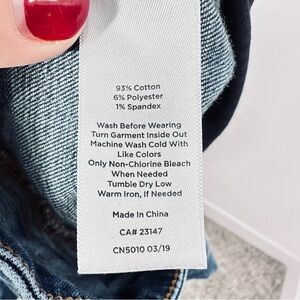 93% Cotton
6% Polyester
1% Spandex
Wash Before Wearing
Turn Garment Inside Out
Machine Wash Cold With
Like Colors
Only Non-Chlorine Bleach
When Needed
Tumble Dry Low
Warm Iron, If Needed
Made In China
CA# 23147
CN5010 03/19